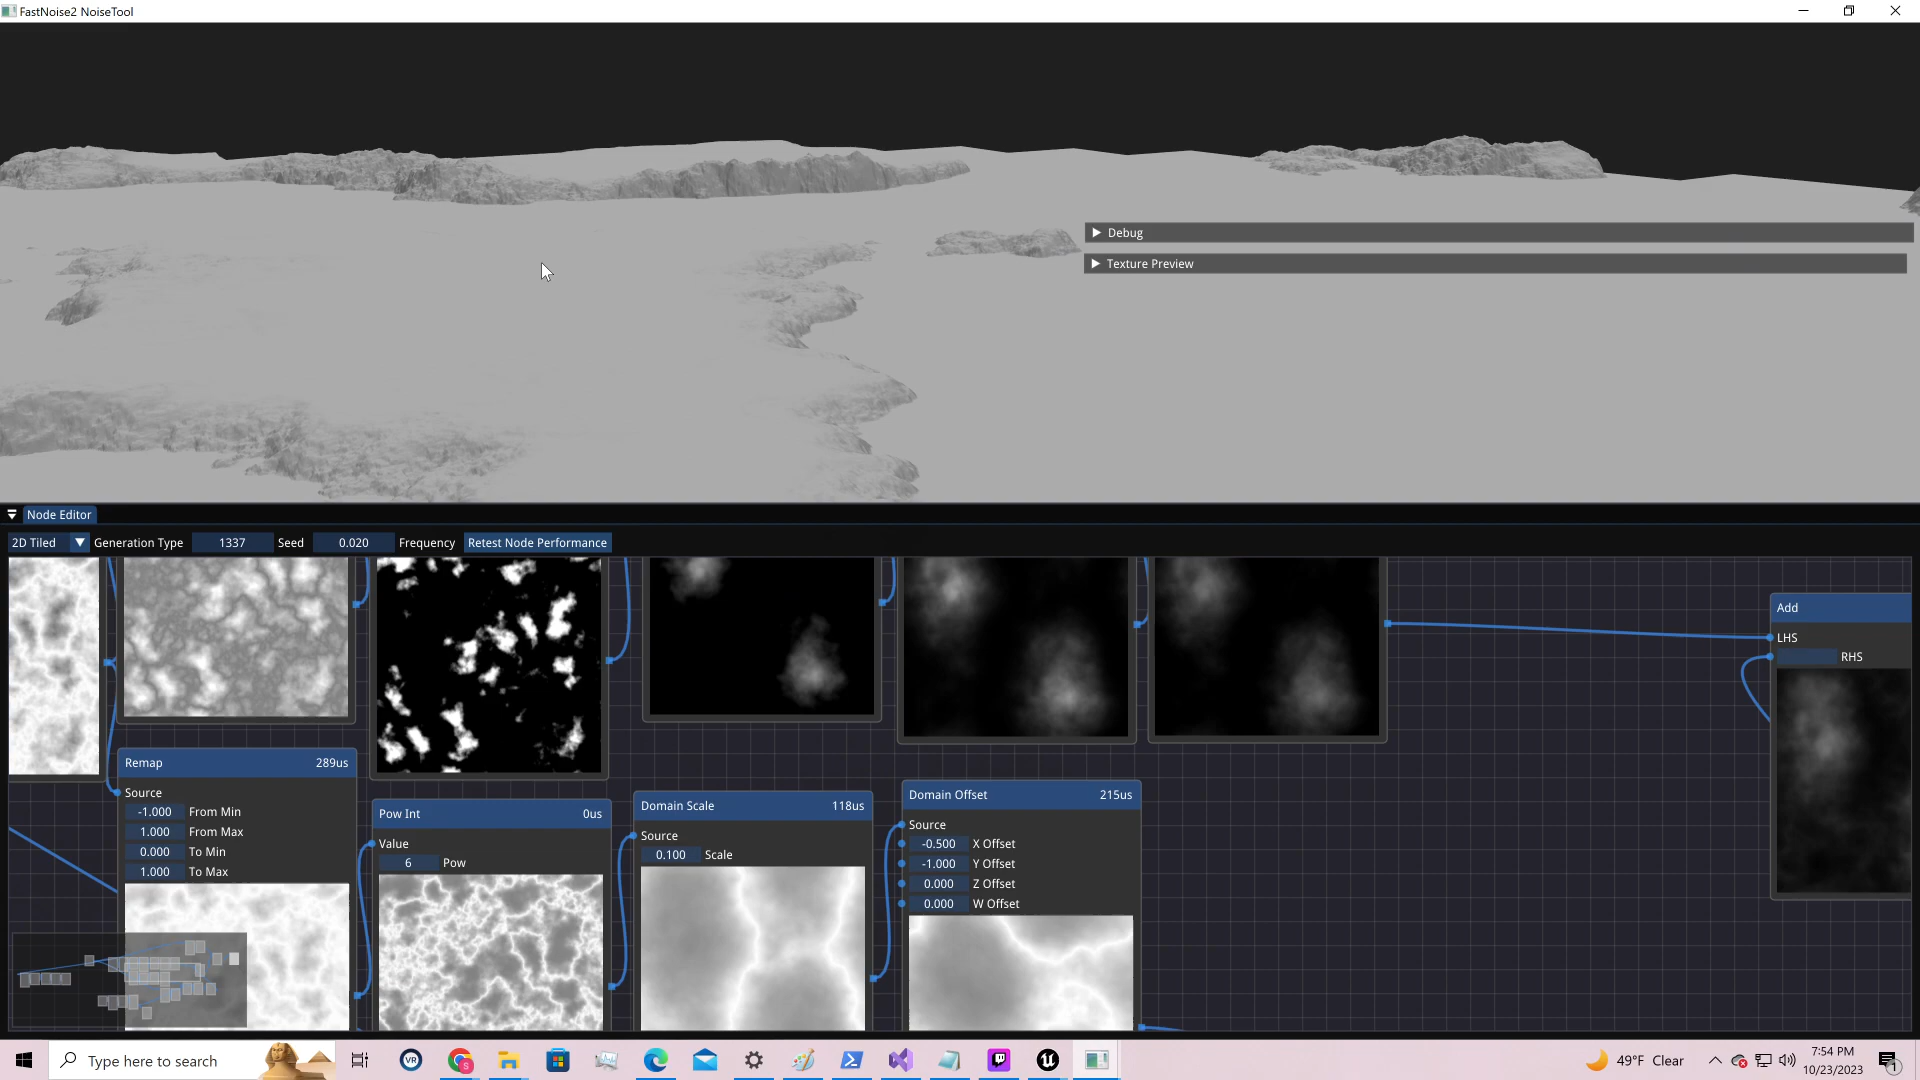 FastNoise2 NoiseTool
Debug
Texture Preview
Node Editor
2D Tiled Generation Type 1337 Seed 0.020 Frequency Retest Node Performance
Add
LHS
RHS
Remap 289us
Source
-1.000 From Min
1.000 From Max
0.000 To Min
1.000 To Max
Pow Int 0us
Value
6 Pow
Domain Scale 118us
Source
0.100 Scale
Domain Offset 215us
Source
-0.500 X Offset
-1.000 Y Offset
0.000 Z Offset
0.000 W Offset
Type here to search
VR
S
49°F Clear
7:54 PM
10/23/2023
1